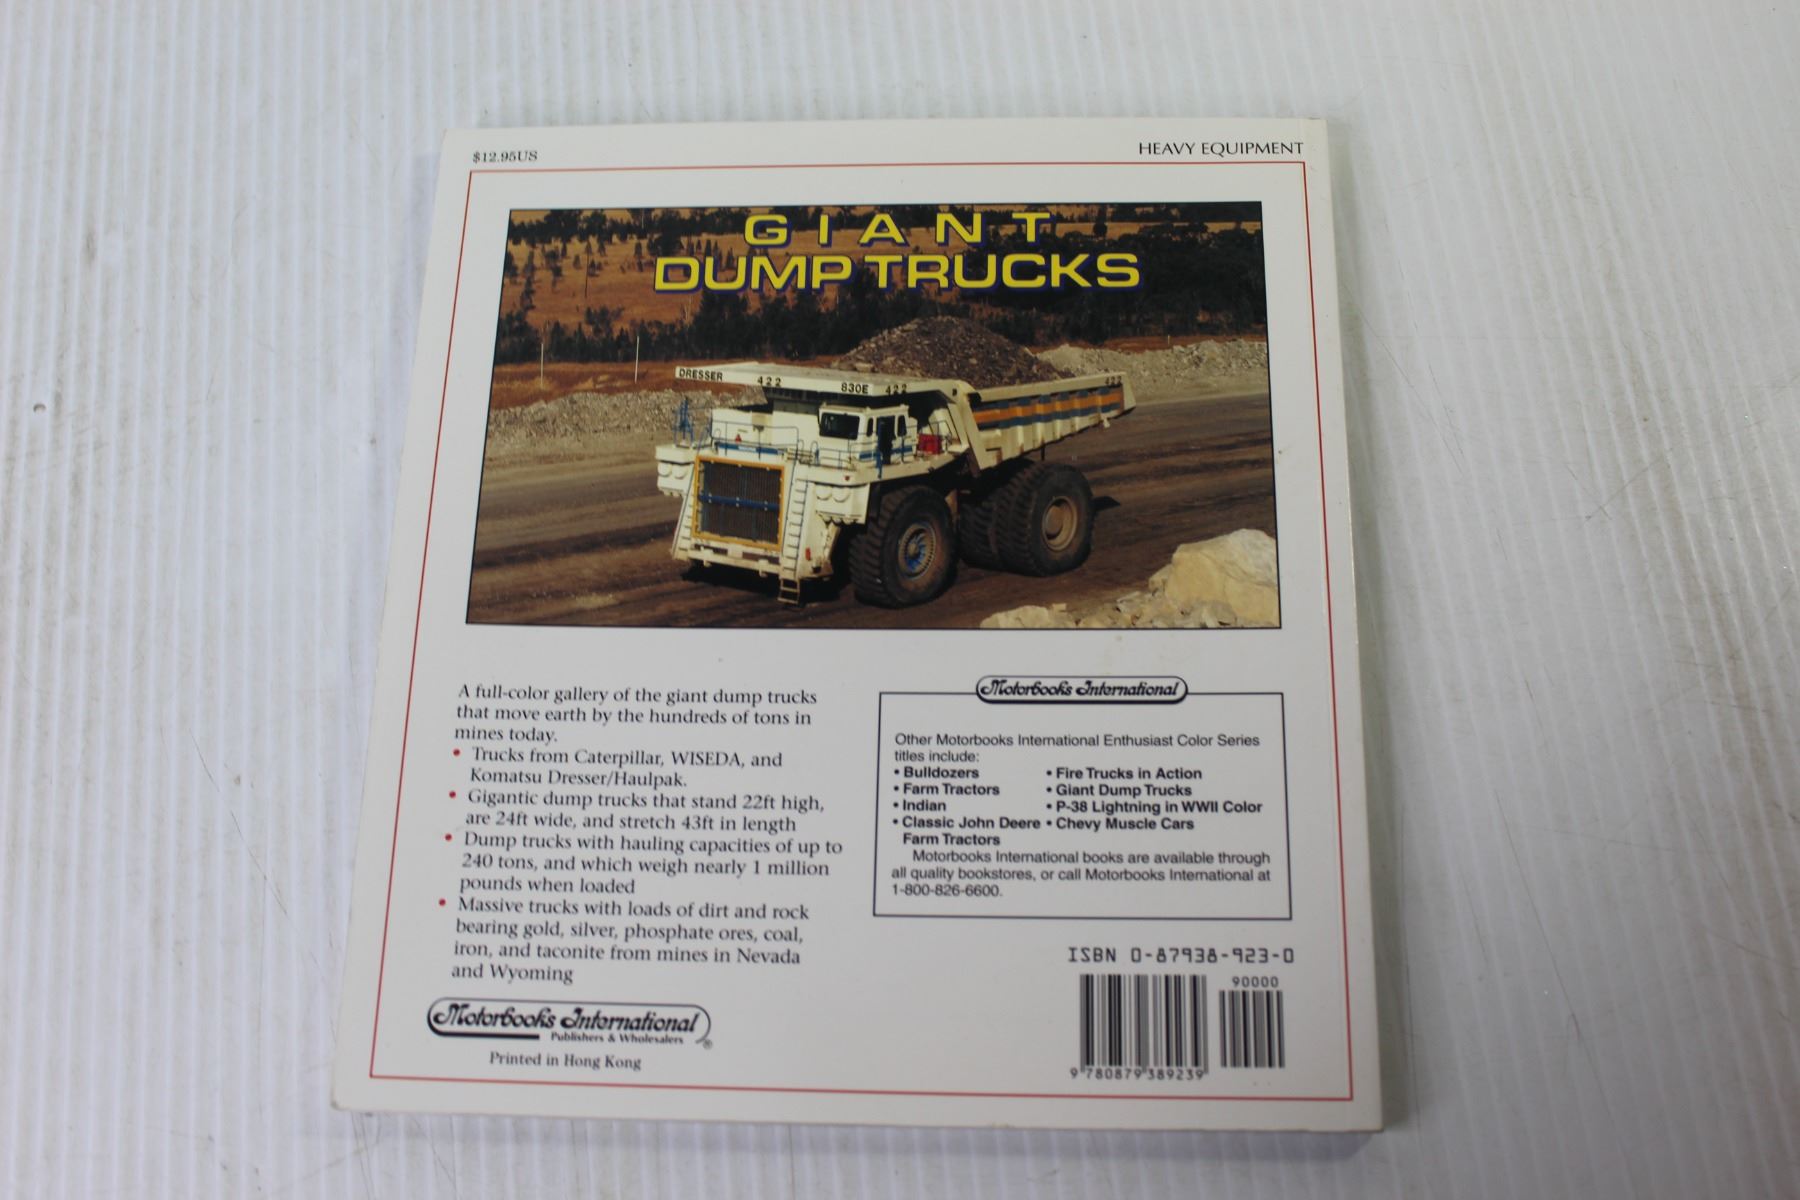 $12.95US
HEAVY EQUIPMENT
GIANT
DUMP TRUCKS
DRESSER 422 830E 422 422
A full-color gallery of the giant dump trucks
that move earth by the hundreds of tons in
mines today.
• Trucks from Caterpillar, WISEDA, and
Komatsu Dresser/Haulpak.
• Gigantic dump trucks that stand 22ft high,
are 24ft wide, and stretch 43ft in length
• Dump trucks with hauling capacities of up to
240 tons, and which weigh nearly 1 million
pounds when loaded
• Massive trucks with loads of dirt and rock
bearing gold, silver, phosphate ores, coal,
iron, and taconite from mines in Nevada
and Wyoming
Motorbooks International
Publishers & Wholesalers ®
Printed in Hong Kong
Motorbooks International
Other Motorbooks International Enthusiast Color Series
titles include:
• Bulldozers
• Farm Tractors
• Indian
• Classic John Deere
Farm Tractors
• Fire Trucks in Action
• Giant Dump Trucks
• P-38 Lightning in WWII Color
• Chevy Muscle Cars
Motorbooks International books are available through
all quality bookstores, or call Motorbooks International at
1-800-826-6600.
ISBN 0-87938-923-0
90000
9 780879 389239